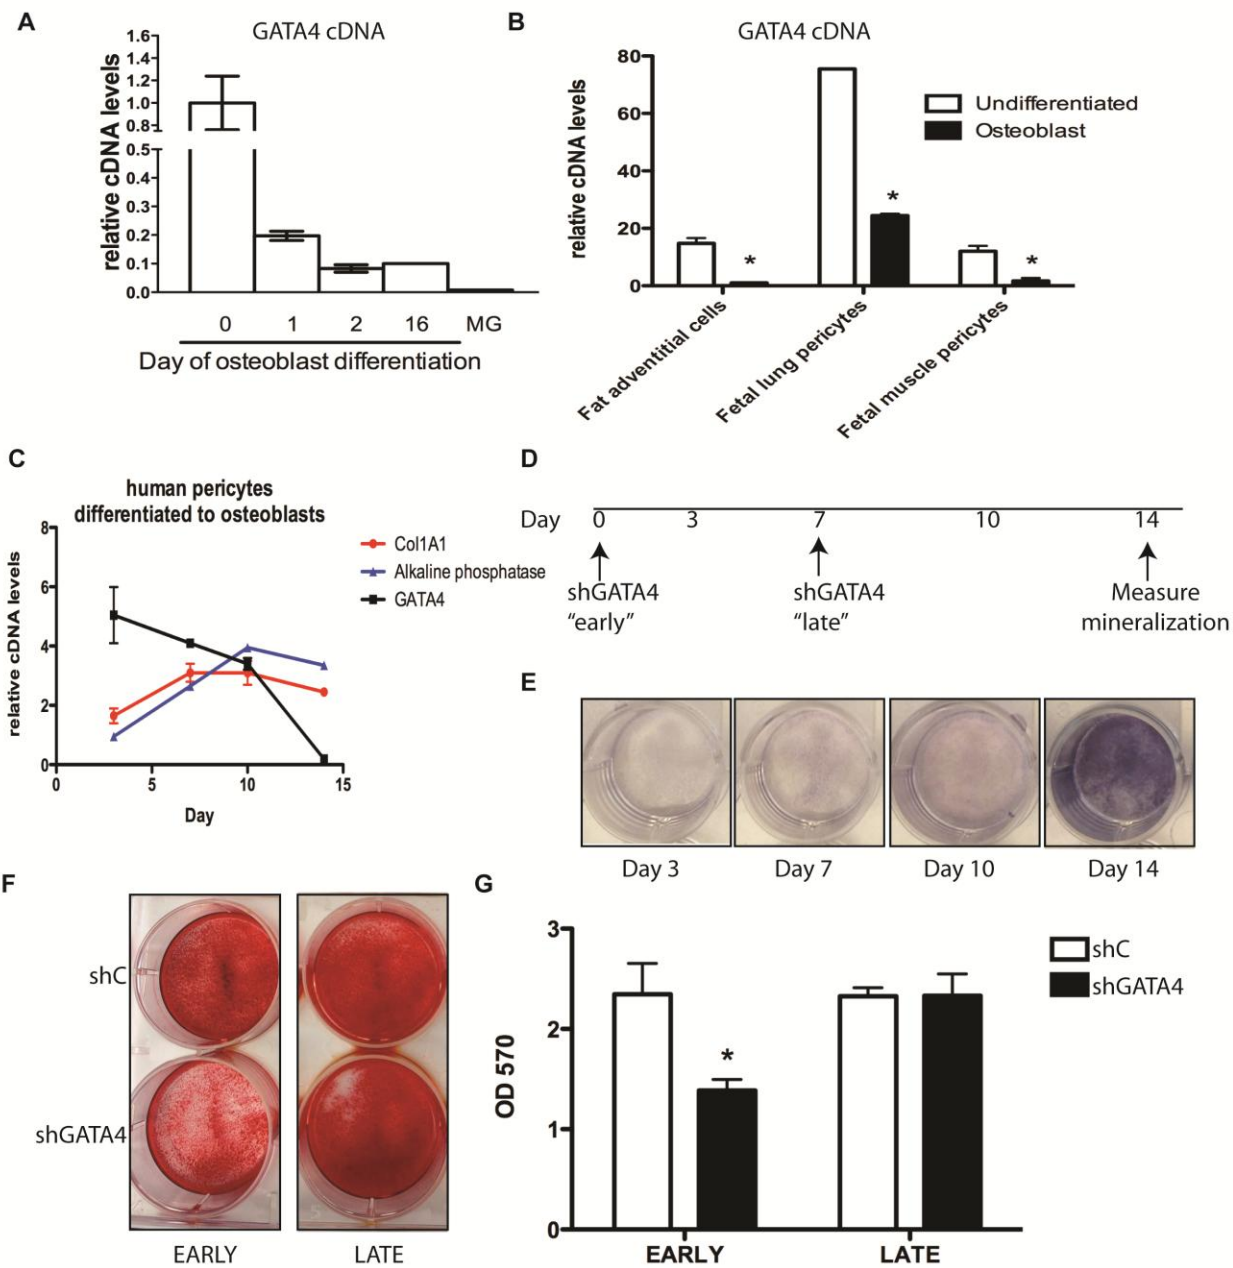 A
GATA4 cDNA
relative cDNA levels
1.6
1.4
1.2
1.0
0.8
0.5
0.4
0.3
0.2
0.1
0.0
0 1 2 16 MG
Day of osteoblast differentiation
B
GATA4 cDNA
relative cDNA levels
80
60
40
20
0
Undifferentiated
Osteoblast
*
*
*
Fat adventitial cells
Fetal lung pericytes
Fetal muscle pericytes
C
human pericytes
differentiated to osteoblasts
relative cDNA levels
8
6
4
2
0
0 5 10 15
Day
Col1A1
Alkaline phosphatase
GATA4
D
Day 0 3 7 10 14
shGATA4
"early"
shGATA4
"late"
Measure
mineralization
E
Day 3 Day 7 Day 10 Day 14
F
shC
shGATA4
EARLY LATE
G
OD 570
3
2
1
0
*
shC
shGATA4
EARLY LATE